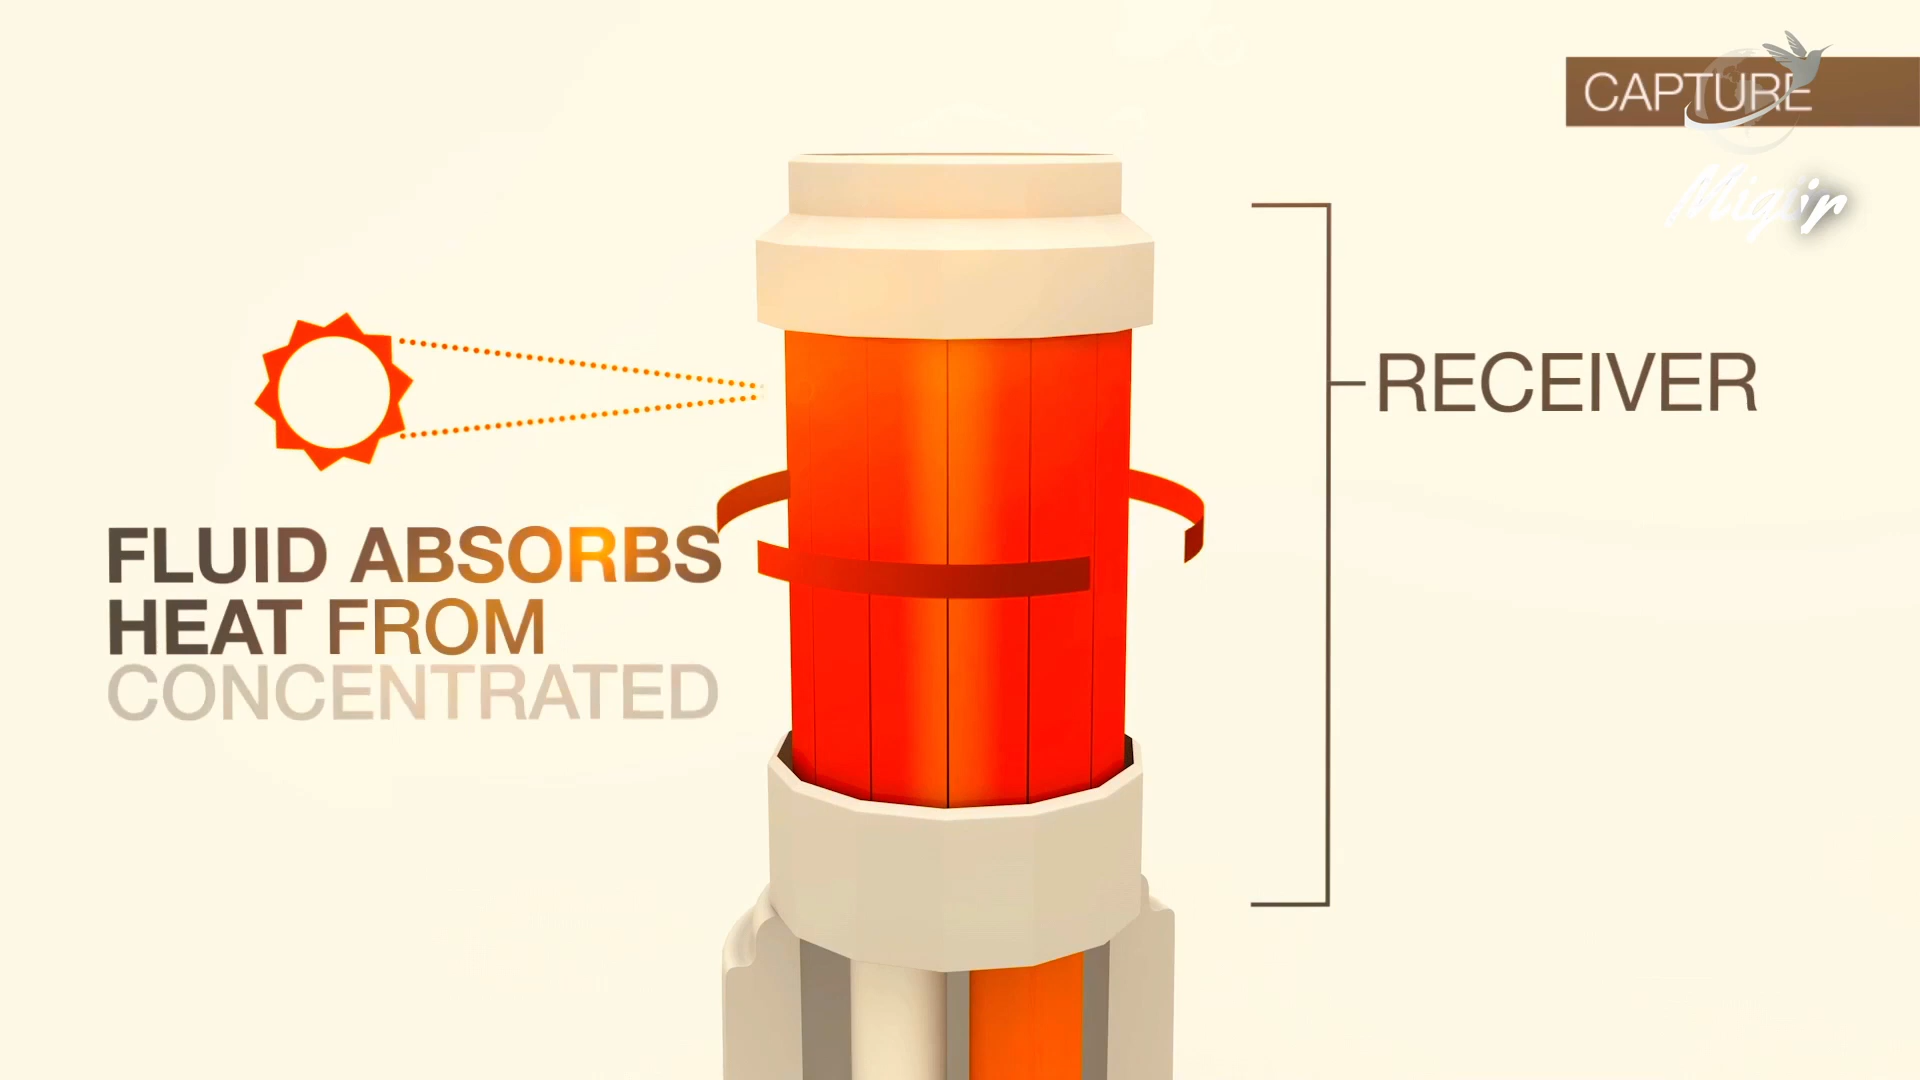 CAPTURE
RECEIVER
FLUID ABSORBS
HEAT FROM
CONCENTRATED